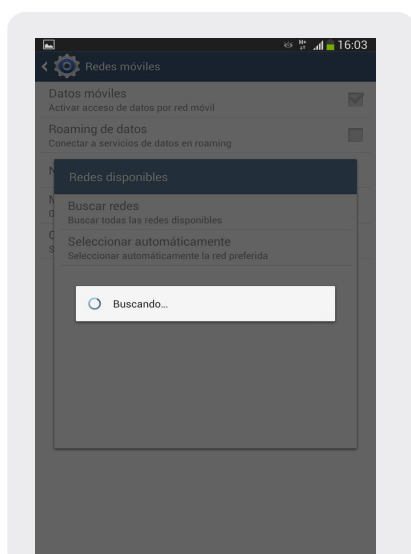 H+ 16:03
Redes móviles
Datos móviles
Activar acceso de datos por red móvil
Roaming de datos
Conectar a servicios de datos en roaming
N
Redes disponibles
M
G
Buscar redes
Buscar todas las redes disponibles
O
S
Seleccionar automáticamente
Seleccionar automáticamente la red preferida
Buscando...